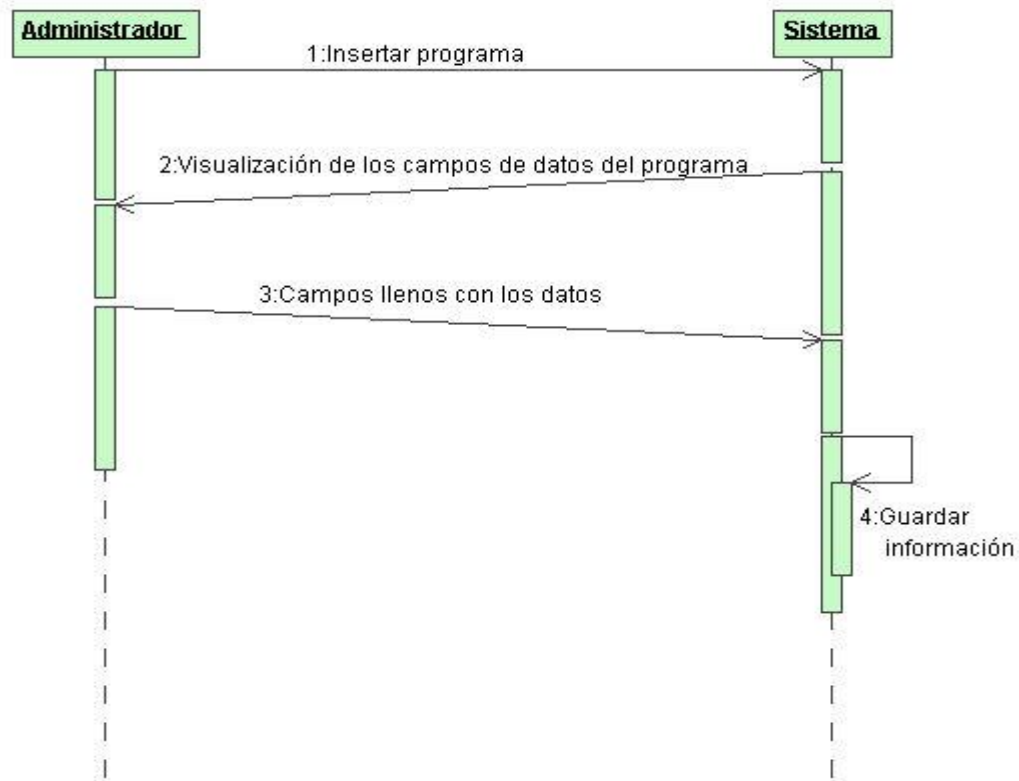 Administrador
Sistema
1:Insertar programa
2:Visualización de los campos de datos del programa
3:Campos llenos con los datos
4:Guardar
información